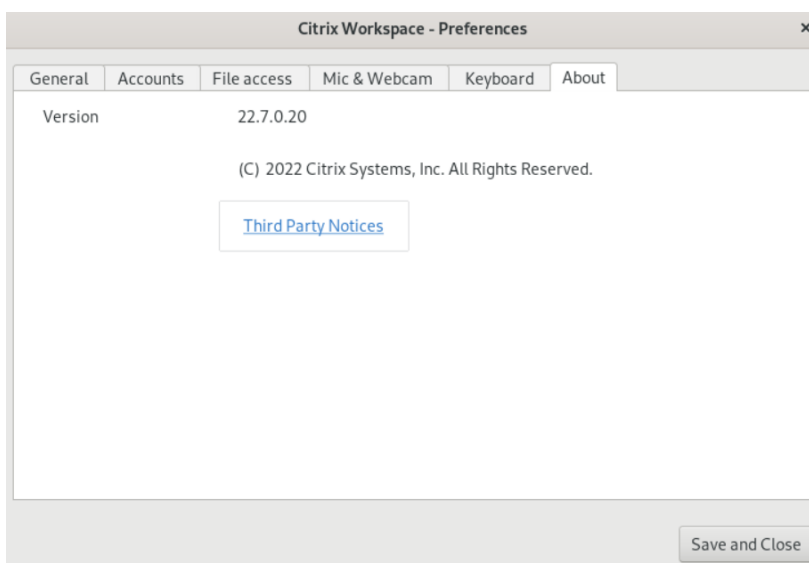 Citrix Workspace - Preferences ×
General Accounts File access Mic & Webcam Keyboard About
Version 22.7.0.20
(C) 2022 Citrix Systems, Inc. All Rights Reserved.
Third Party Notices
Save and Close